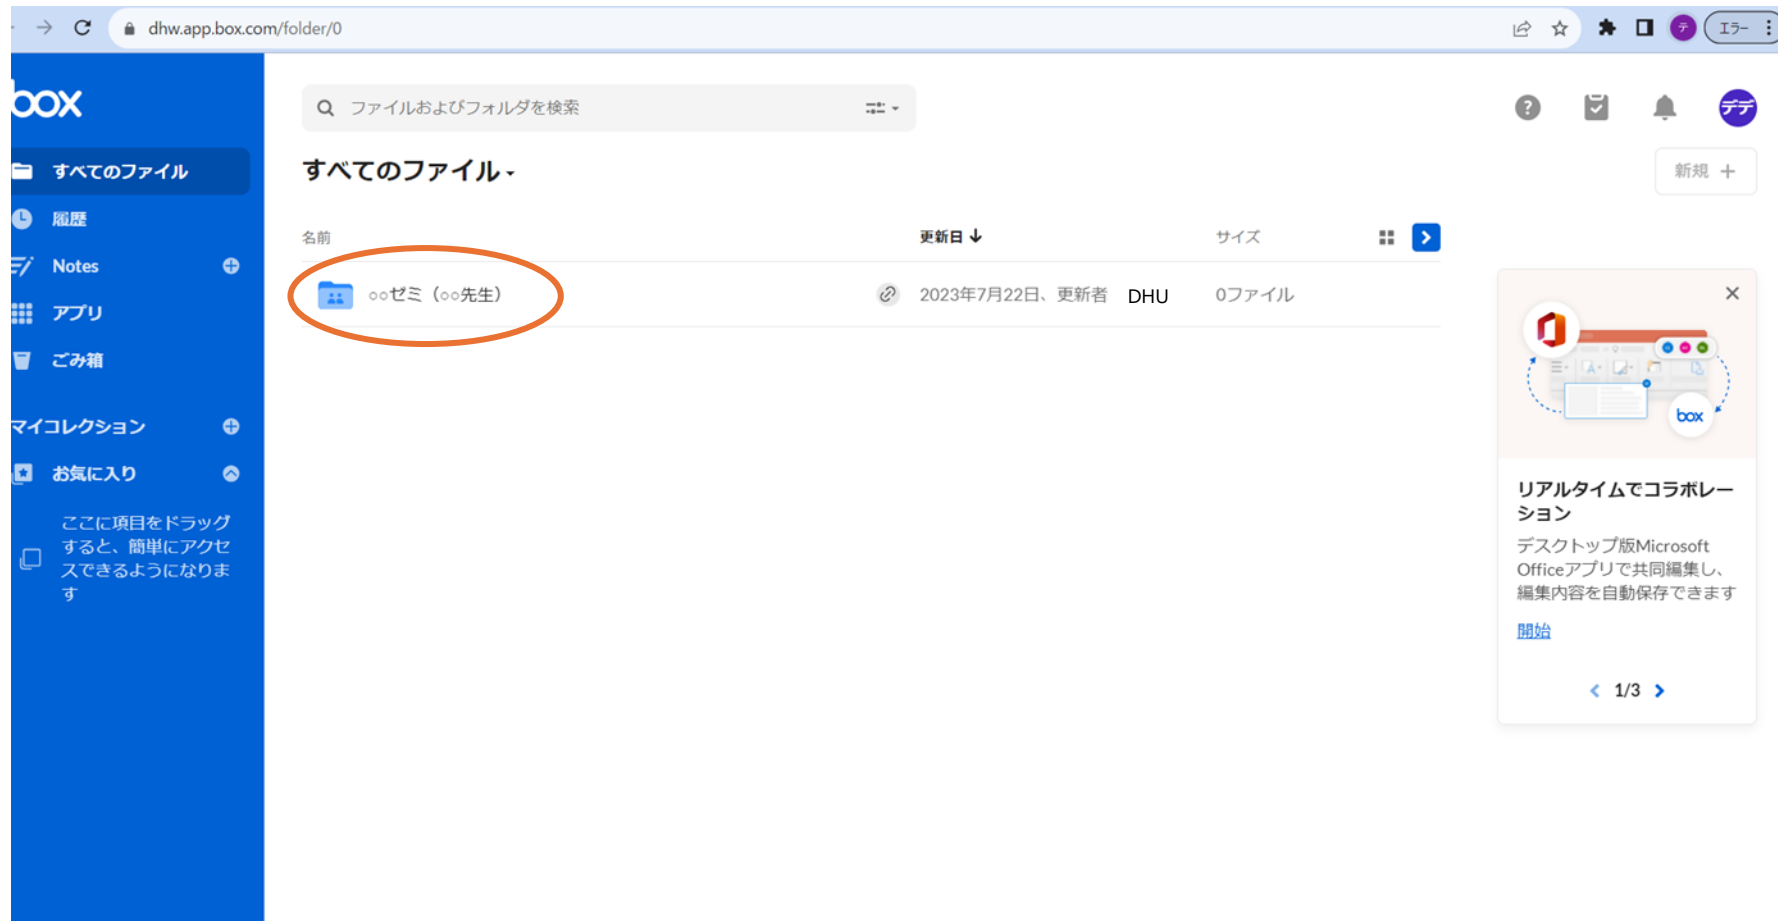 dhw.app.box.com/folder/0
エラー
テ
box
ファイルおよびフォルダを検索
デデ
すべてのファイル
履歴
Notes
アプリ
ごみ箱
マイコレクション
お気に入り
ここに項目をドラッグ
すると、簡単にアクセ
スできるようになりま
す
すべてのファイル
新規 +
名前
更新日
サイズ
○○ゼミ（○○先生）
2023年7月22日、更新者 DHU
0ファイル
box
リアルタイムでコラボレー
ション
デスクトップ版Microsoft
Officeアプリで共同編集し、
編集内容を自動保存できます
開始
1/3